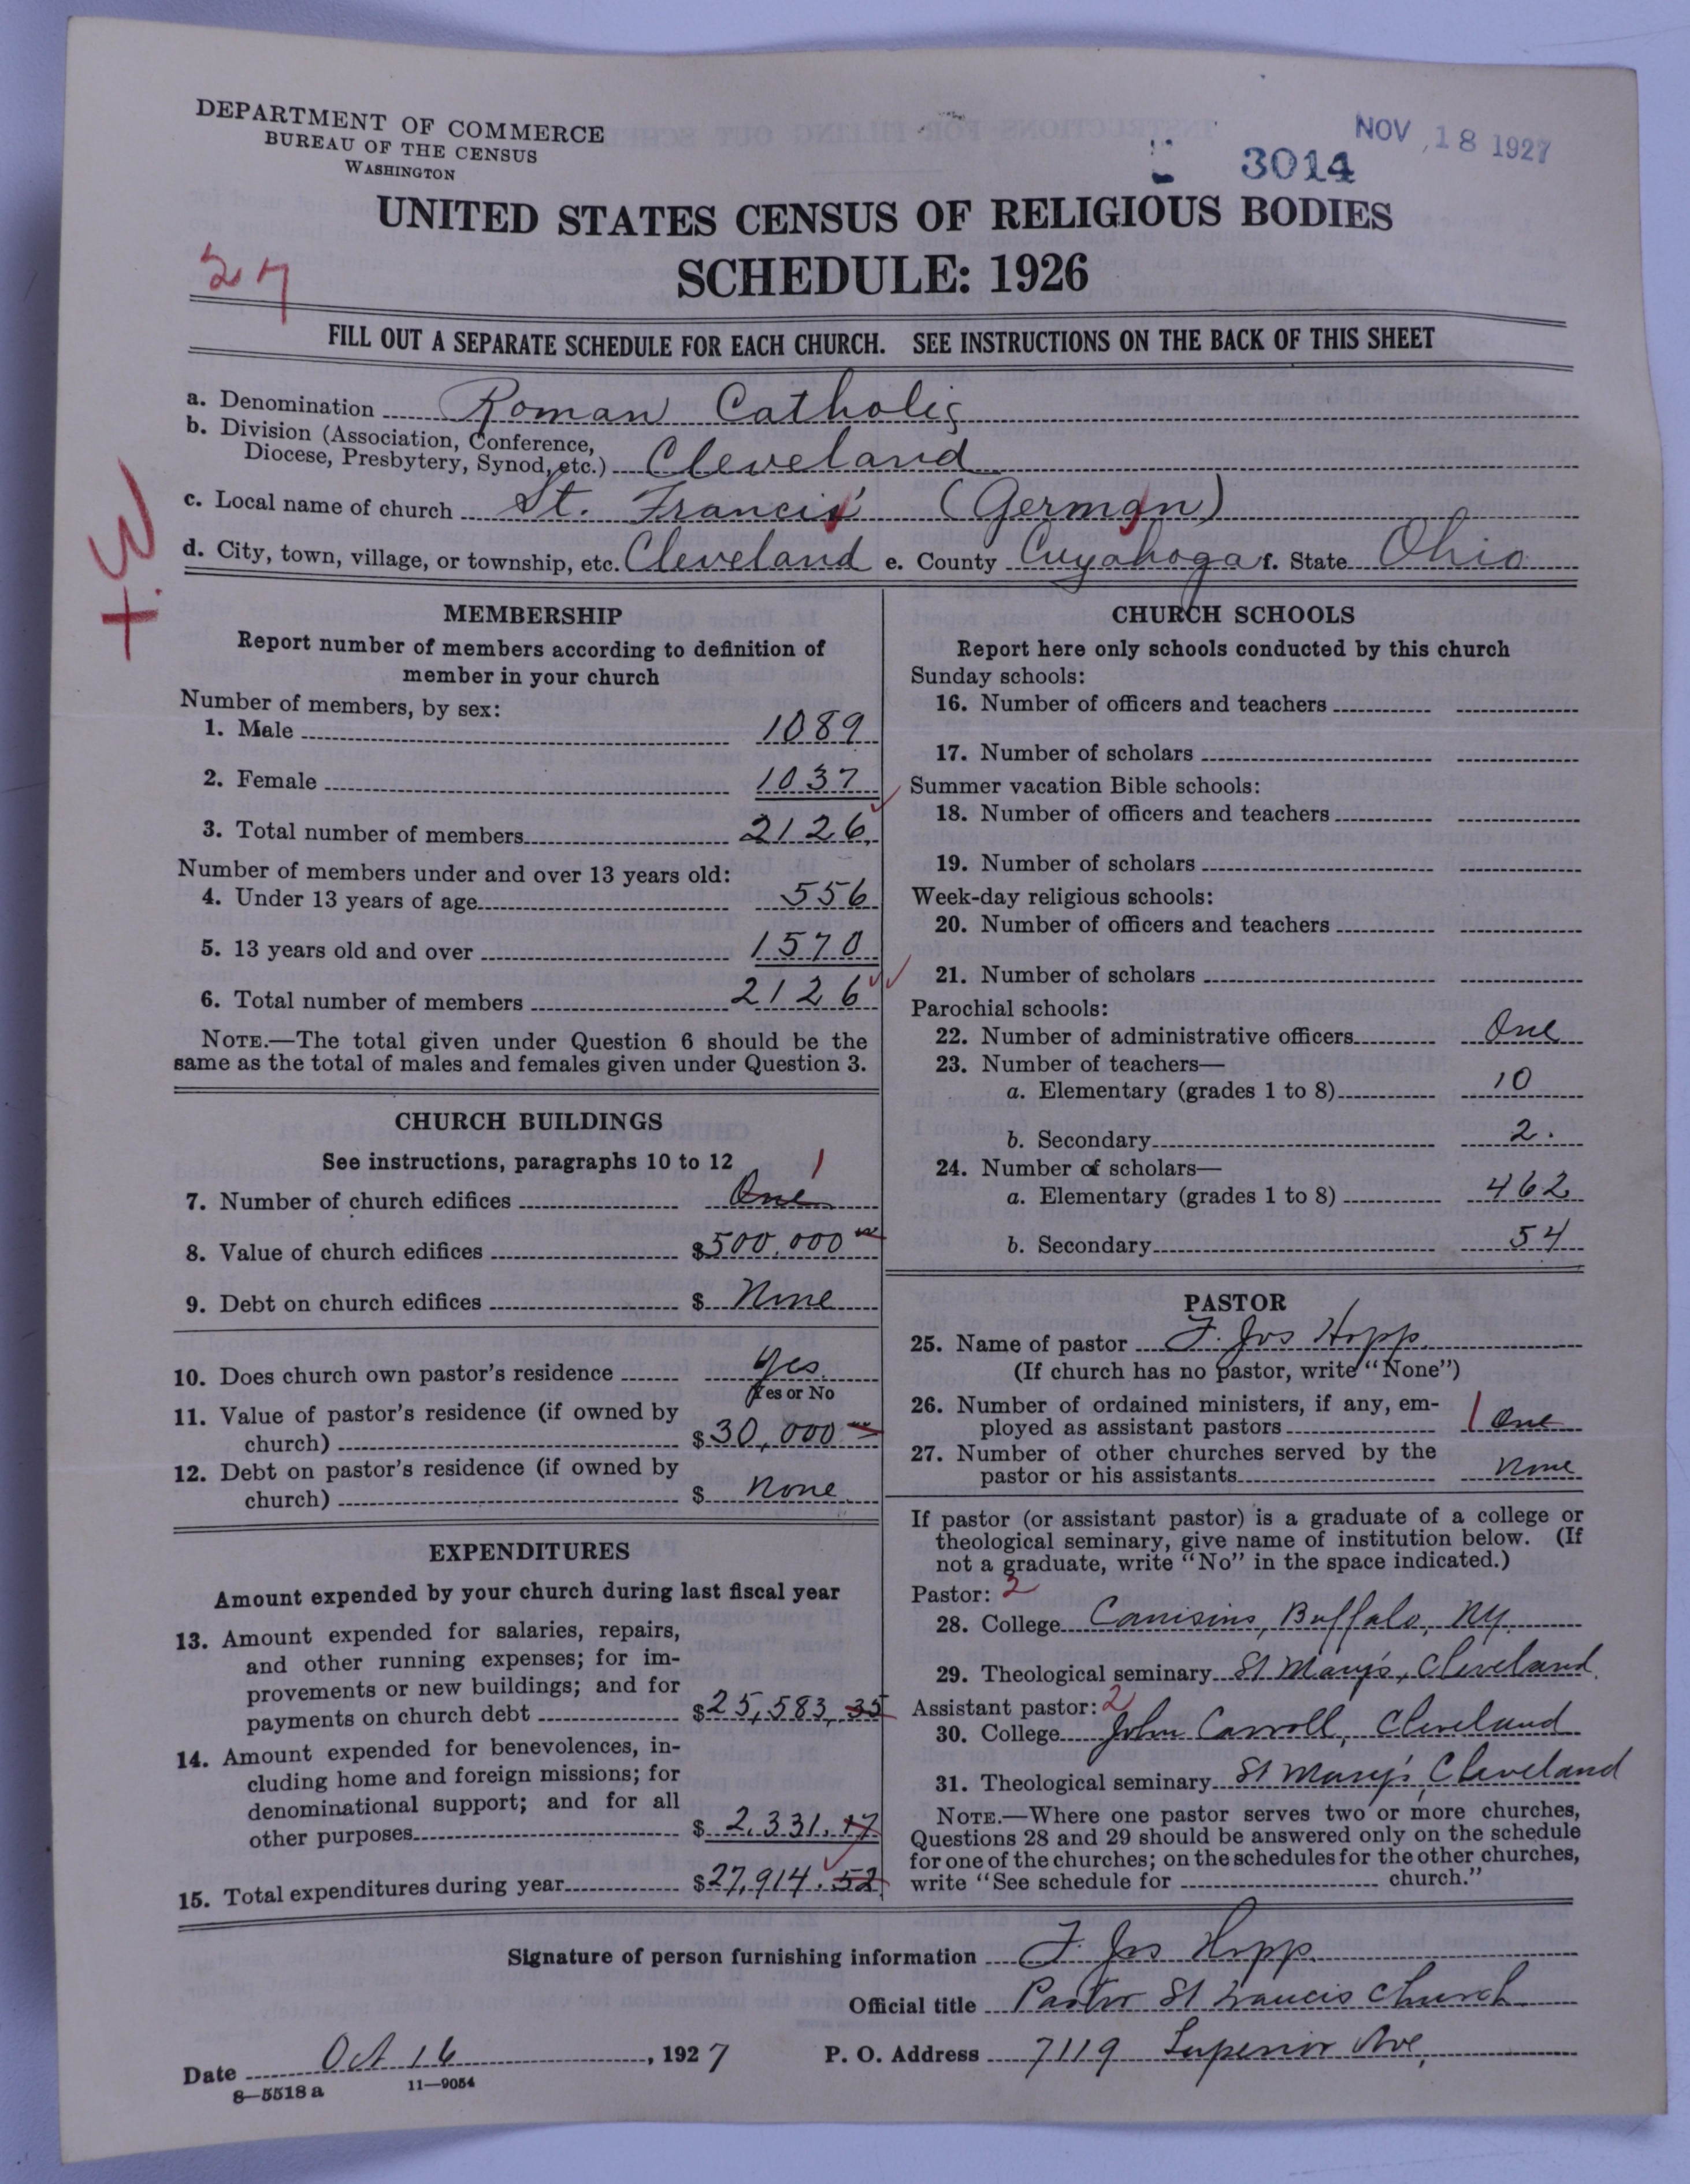 DEPARTMENT OF COMMERCE
BUREAU OF THE CENSUS
WASHINGTON
NOV 18 1927
3014
UNITED STATES CENSUS OF RELIGIOUS BODIES
SCHEDULE: 1926
27
FILL OUT A SEPARATE SCHEDULE FOR EACH CHURCH. SEE INSTRUCTIONS ON THE BACK OF THIS SHEET
a. Denomination Roman Catholic
b. Division (Association, Conference,
Diocese, Presbytery, Synod, etc.) Cleveland
c. Local name of church St. Francis' (German)
d. City, town, village, or township, etc. Cleveland e. County Cuyahoga f. State Ohio
+.W
MEMBERSHIP
Report number of members according to definition of
member in your church
Number of members, by sex:
1. Male 1089
2. Female 1037
3. Total number of members 2126.
Number of members under and over 13 years old:
4. Under 13 years of age 556
5. 13 years old and over 1570
6. Total number of members 2126
NOTE.—The total given under Question 6 should be the
same as the total of males and females given under Question 3.
CHURCH BUILDINGS
See instructions, paragraphs 10 to 12
7. Number of church edifices One 1
8. Value of church edifices $500.000
9. Debt on church edifices $ None
10. Does church own pastor's residence Yes
Yes or No
11. Value of pastor's residence (if owned by
church) $30,000
12. Debt on pastor's residence (if owned by
church) $ None.
EXPENDITURES
Amount expended by your church during last fiscal year
13. Amount expended for salaries, repairs,
and other running expenses; for im-
provements or new buildings; and for
payments on church debt $25,583.35
14. Amount expended for benevolences, in-
cluding home and foreign missions; for
denominational support; and for all
other purposes $2,331.17
15. Total expenditures during year $27,914.52
CHURCH SCHOOLS
Report here only schools conducted by this church
Sunday schools:
16. Number of officers and teachers
17. Number of scholars
Summer vacation Bible schools:
18. Number of officers and teachers
19. Number of scholars
Week-day religious schools:
20. Number of officers and teachers
21. Number of scholars
Parochial schools:
22. Number of administrative officers One
23. Number of teachers—
a. Elementary (grades 1 to 8) 10
b. Secondary 2.
24. Number of scholars—
a. Elementary (grades 1 to 8) 462
b. Secondary 54
PASTOR
25. Name of pastor F. Jos Hopp.
(If church has no pastor, write "None")
26. Number of ordained ministers, if any, em-
ployed as assistant pastors 1 One
27. Number of other churches served by the
pastor or his assistants None
If pastor (or assistant pastor) is a graduate of a college or
theological seminary, give name of institution below. (If
not a graduate, write "No" in the space indicated.)
Pastor: 2
28. College Canisius, Buffalo, NY.
29. Theological seminary St Mary's, Cleveland.
Assistant pastor: 2
30. College John Carroll, Cleveland
31. Theological seminary St Mary's, Cleveland
NOTE.—Where one pastor serves two or more churches,
Questions 28 and 29 should be answered only on the schedule
for one of the churches; on the schedules for the other churches,
write "See schedule for church."
Signature of person furnishing information F. Jos Hopp.
Official title Pastor St Francis Church
Date Oct 16, 1927 P. O. Address 7119 Superior Ave.
8—5518 a 11—9054